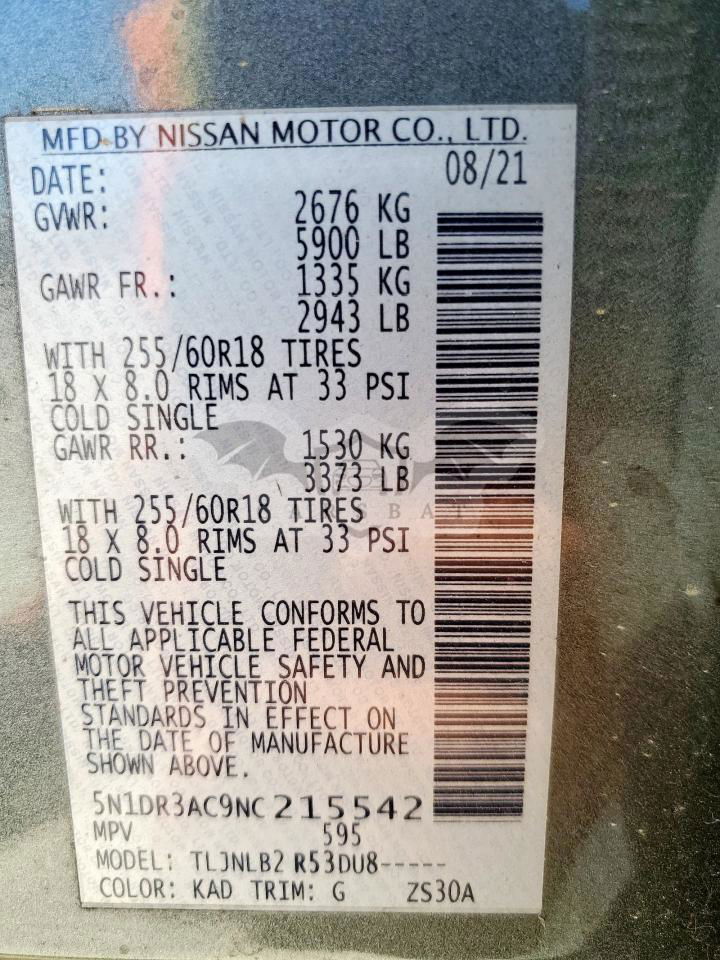 MFD BY NISSAN MOTOR CO., LTD.
DATE: 08/21
GVWR: 2676 KG
5900 LB
GAWR FR.: 1335 KG
2943 LB
WITH 255/60R18 TIRES
18 X 8.0 RIMS AT 33 PSI
COLD SINGLE
GAWR RR.: 1530 KG
3373 LB
WITH 255/60R18 TIRES
18 X 8.0 RIMS AT 33 PSI
COLD SINGLE
THIS VEHICLE CONFORMS TO
ALL APPLICABLE FEDERAL
MOTOR VEHICLE SAFETY AND
THEFT PREVENTION
STANDARDS IN EFFECT ON
THE DATE OF MANUFACTURE
SHOWN ABOVE.
5N1DR3AC9NC215542
MPV 595
MODEL: TLJNLB2 R53DU8-----
COLOR: KAD TRIM: G ZS30A